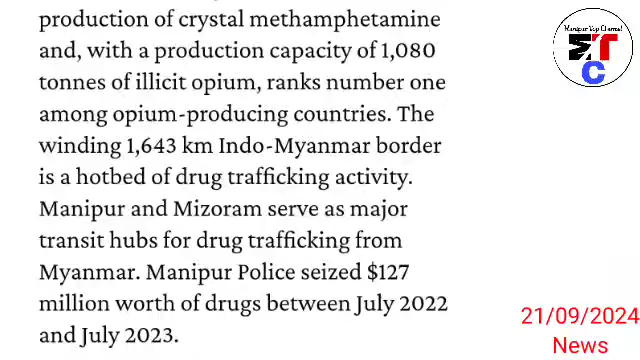 production of crystal methamphetamine
and, with a production capacity of 1,080
tonnes of illicit opium, ranks number one
among opium-producing countries. The
winding 1,643 km Indo-Myanmar border
is a hotbed of drug trafficking activity.
Manipur and Mizoram serve as major
transit hubs for drug trafficking from
Myanmar. Manipur Police seized $127
million worth of drugs between July 2022
and July 2023.
21/09/2024
News